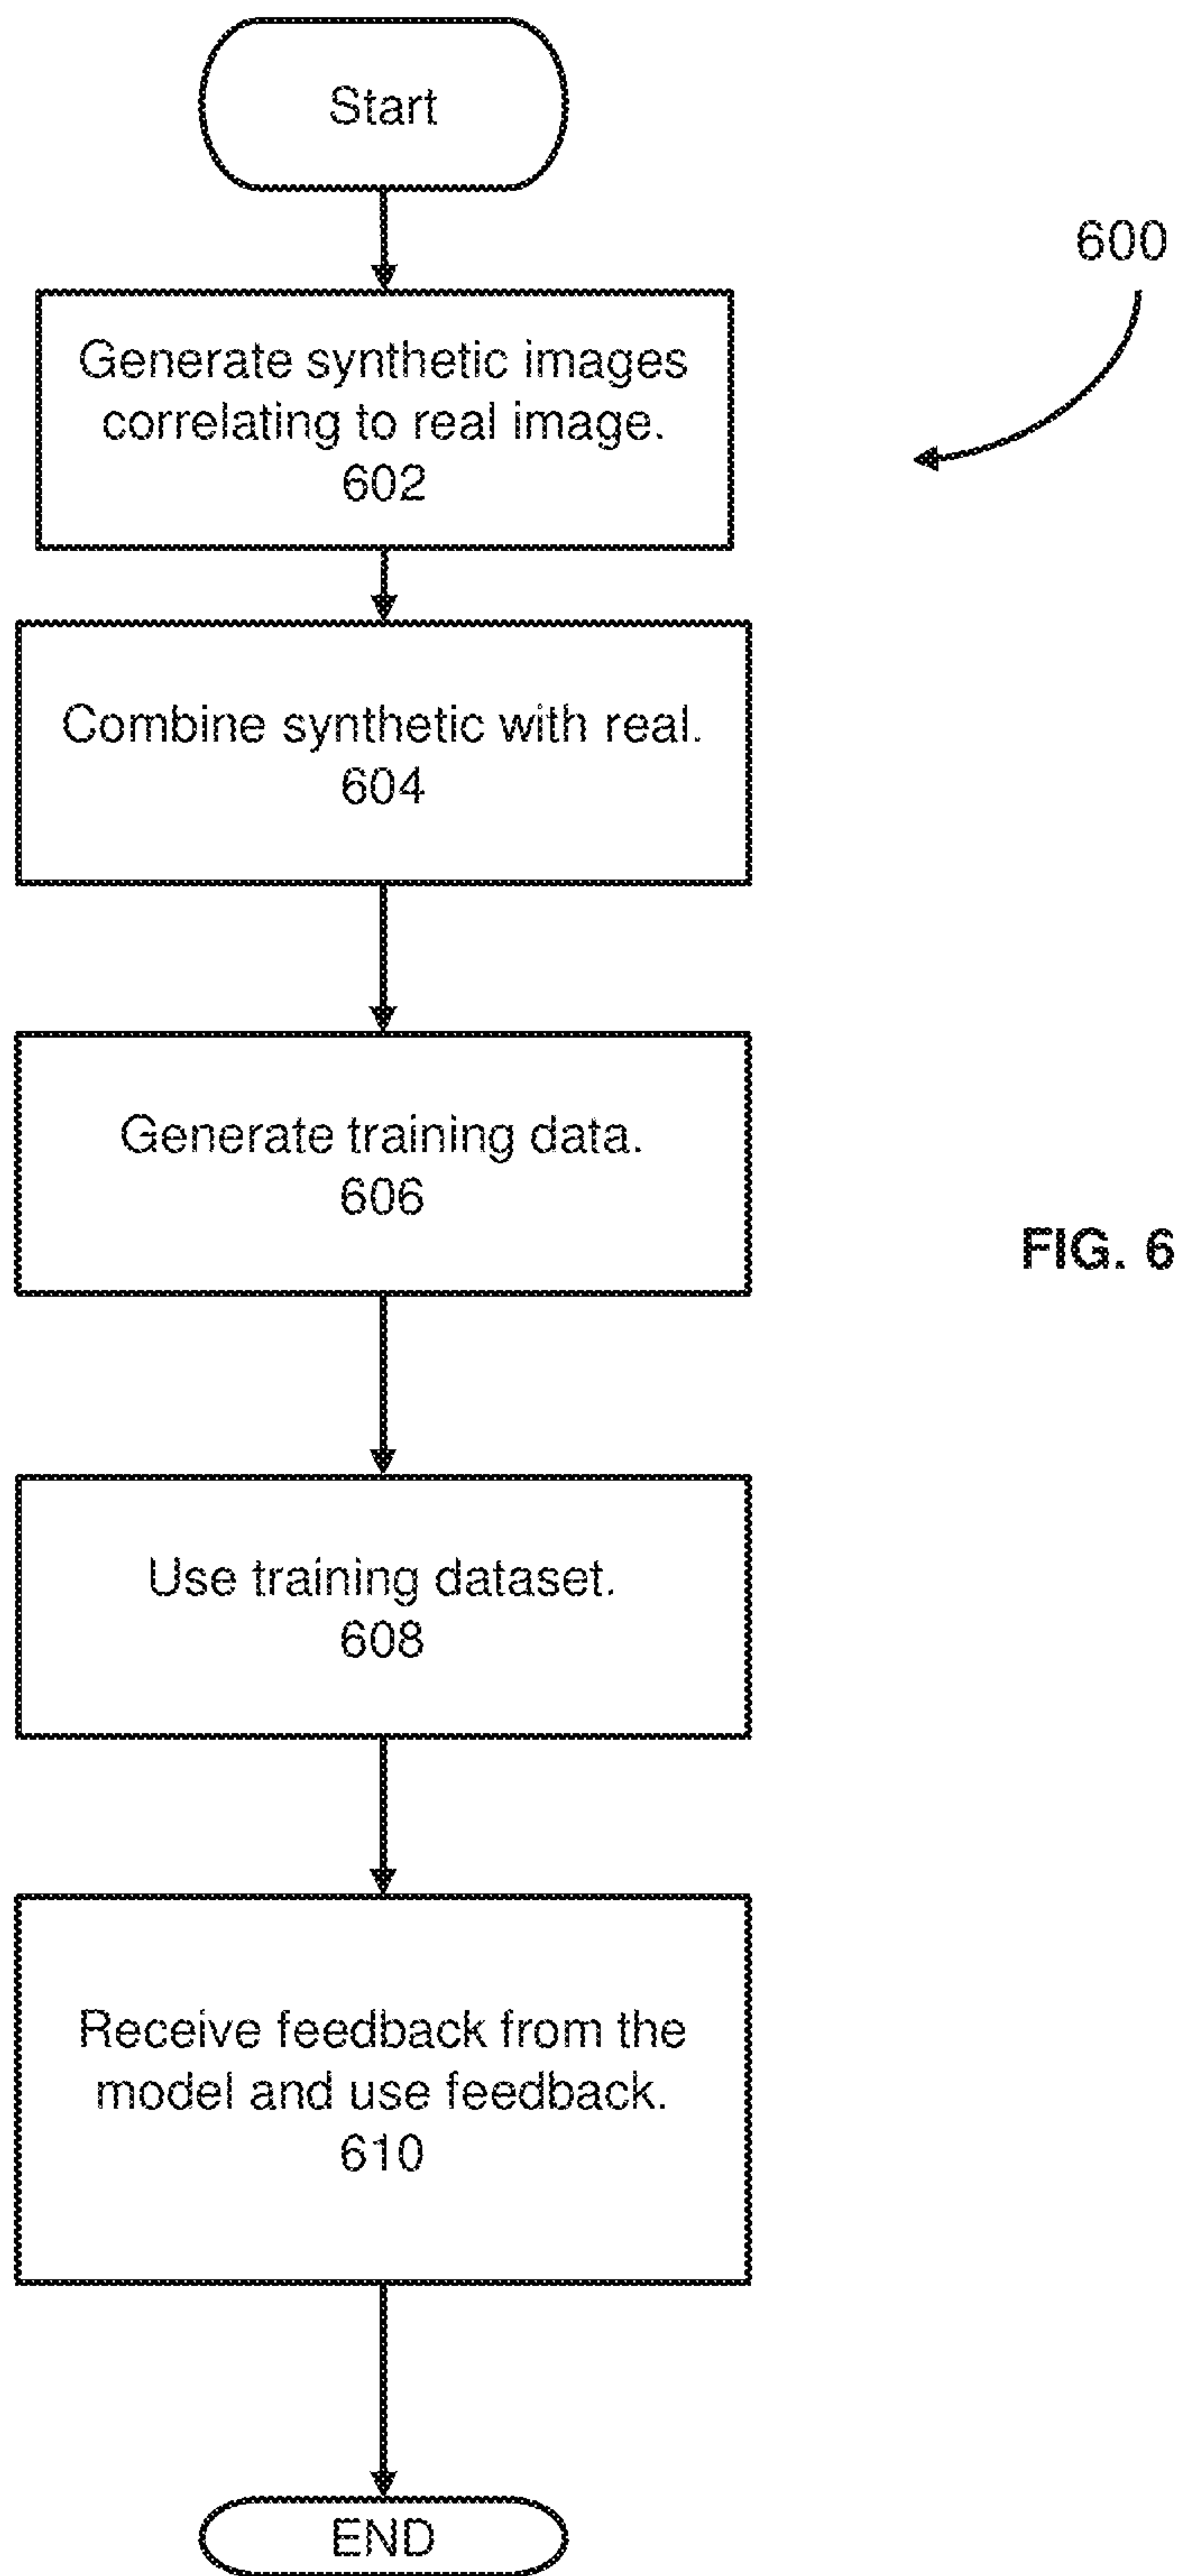 Start
600
Generate synthetic images
correlating to real image.
602
Combine synthetic with real.
604
Generate training data.
606
FIG. 6
Use training dataset.
608
Receive feedback from the
model and use feedback.
610
END